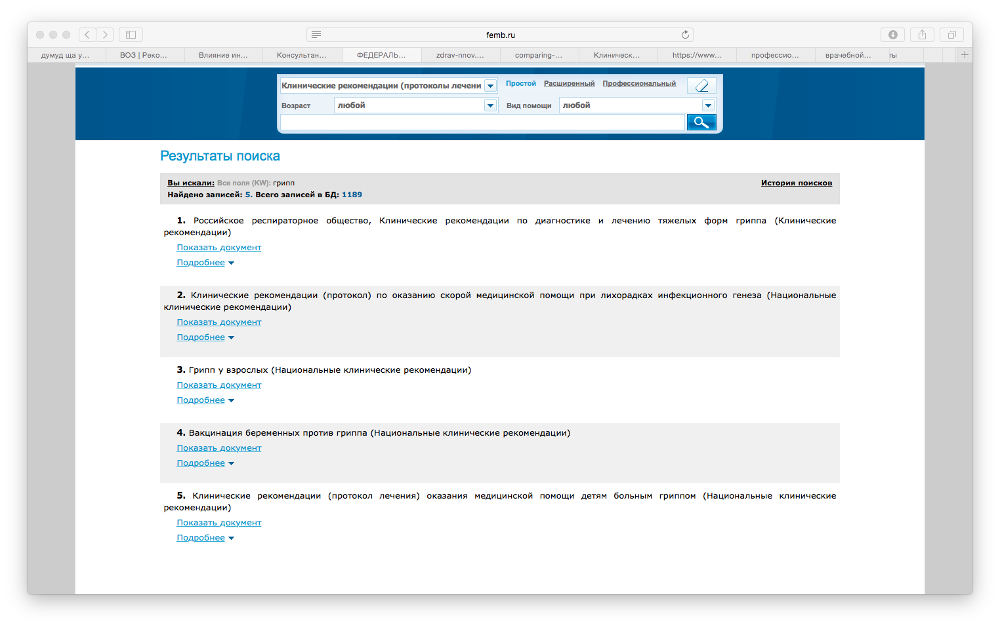 femb.ru
думуд ща у...
ВОЗ | Реко...
Влияние ин...
Консультан...
ФЕДЕРАЛЬ...
zdrav-nnov....
comparing-...
Клиническ...
https://www...
профессио...
врачебной...
ты
Клинические рекомендации (протоколы лечени
Простой Расширенный Профессиональный
Возраст любой Вид помощи любой
Результаты поиска
Вы искали: Все поля (KW): грипп История поисков
Найдено записей: 5. Всего записей в БД: 1189
1. Российское респираторное общество, Клинические рекомендации по диагностике и лечению тяжелых форм гриппа (Клинические
рекомендации)
Показать документ
Подробнее
2. Клинические рекомендации (протокол) по оказанию скорой медицинской помощи при лихорадках инфекционного генеза (Национальные
клинические рекомендации)
Показать документ
Подробнее
3. Грипп у взрослых (Национальные клинические рекомендации)
Показать документ
Подробнее
4. Вакцинация беременных против гриппа (Национальные клинические рекомендации)
Показать документ
Подробнее
5. Клинические рекомендации (протокол лечения) оказания медицинской помощи детям больным гриппом (Национальные клинические
рекомендации)
Показать документ
Подробнее